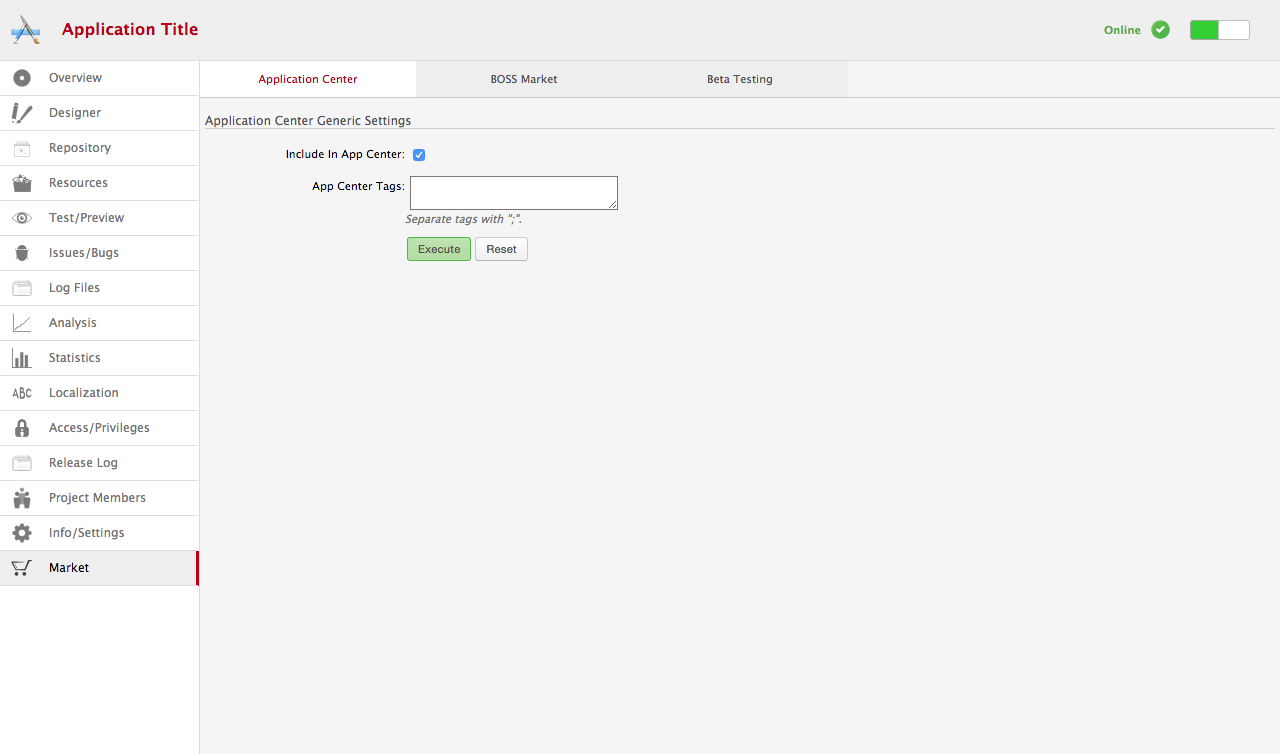 Application Title
Online
Overview
Designer
Repository
Resources
Test/Preview
Issues/Bugs
Log Files
Analysis
Statistics
ABC Localization
Access/Privileges
Release Log
Project Members
Info/Settings
Market
Application Center
BOSS Market
Beta Testing
Application Center Generic Settings
Include In App Center:
App Center Tags:
Separate tags with ";".
Execute Reset